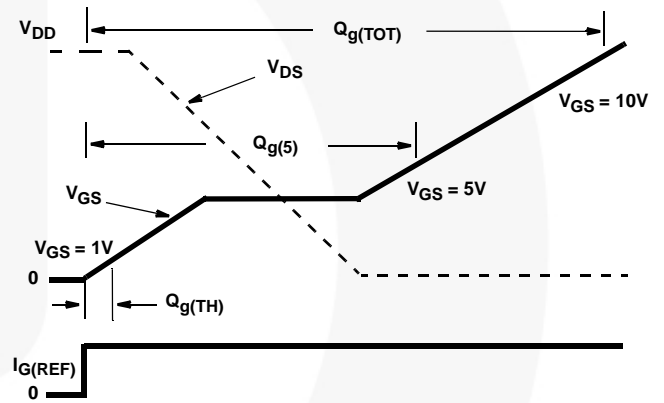 V_DD
Q_g(TOT)
V_DS
V_GS = 10V
Q_g(5)
V_GS
V_GS = 5V
V_GS = 1V
0
Q_g(TH)
I_G(REF)
0